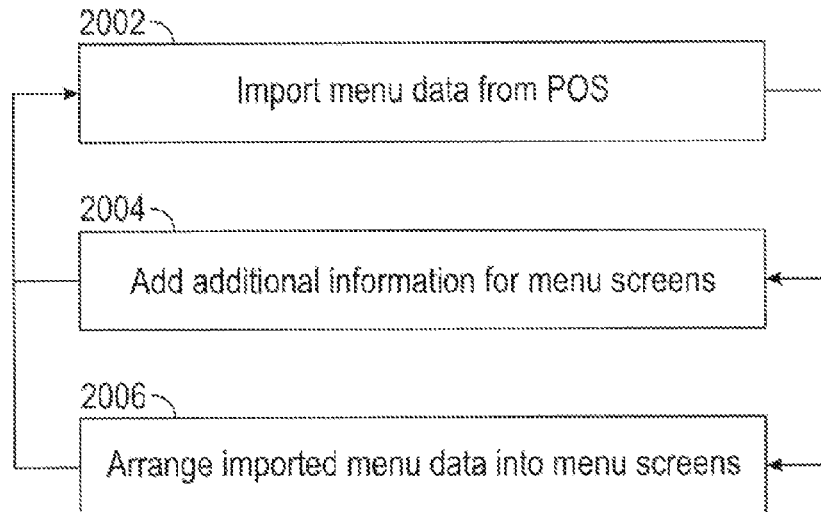 2002
Import menu data from POS
2004
Add additional information for menu screens
2006
Arrange imported menu data into menu screens